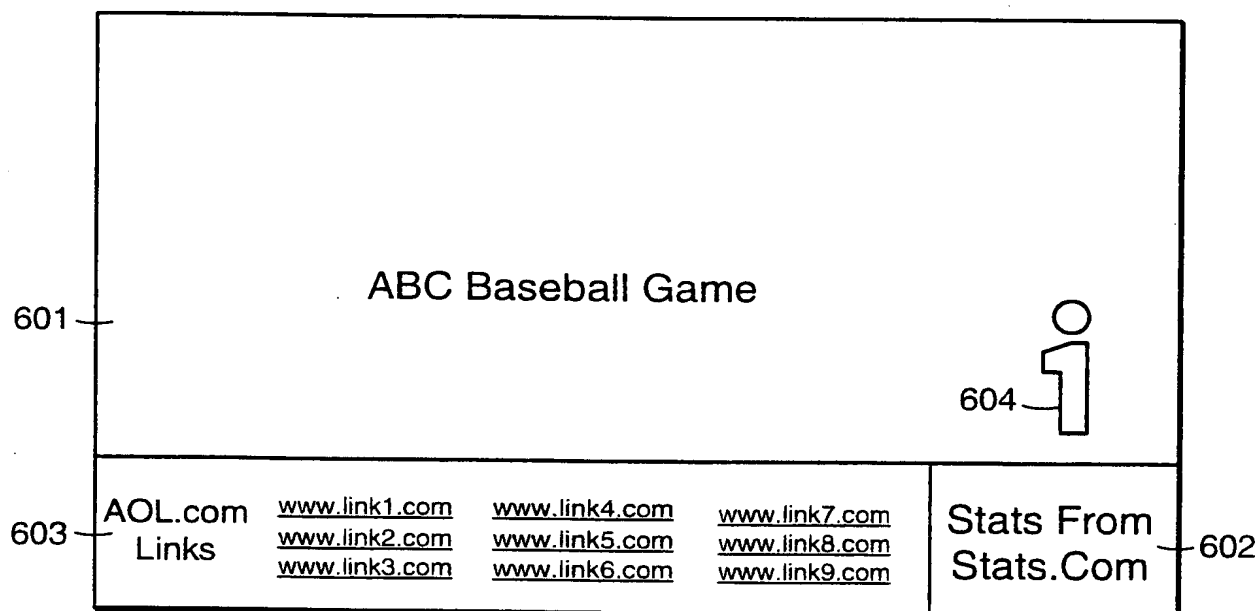 ABC Baseball Game
601
604
603
AOL.com
Links
www.link1.com
www.link2.com
www.link3.com
www.link4.com
www.link5.com
www.link6.com
www.link7.com
www.link8.com
www.link9.com
Stats From
Stats.Com
602
i